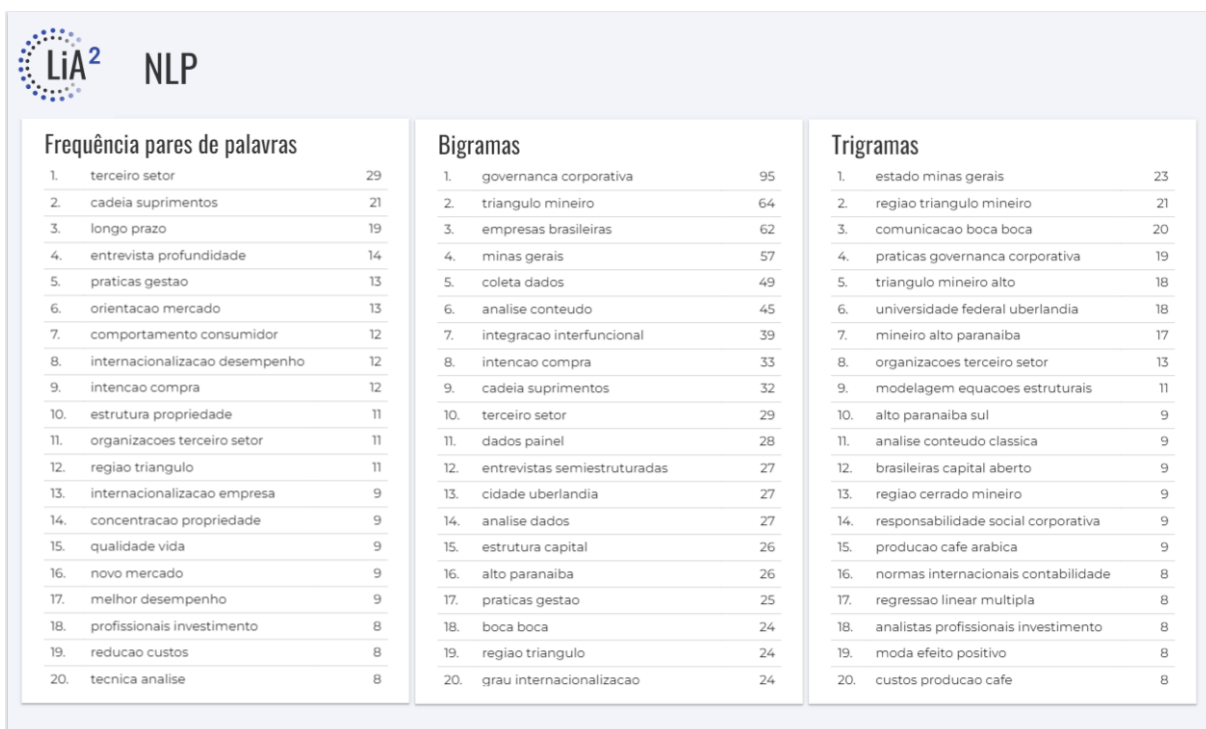 LiA²
NLP
Frequência pares de palavras
1. terceiro setor 29
2. cadeia suprimentos 21
3. longo prazo 19
4. entrevista profundidade 14
5. praticas gestao 13
6. orientacao mercado 13
7. comportamento consumidor 12
8. internacionalizacao desempenho 12
9. intencao compra 12
10. estrutura propriedade 11
11. organizacoes terceiro setor 11
12. regiao triangulo 11
13. internacionalizacao empresa 9
14. concentracao propriedade 9
15. qualidade vida 9
16. novo mercado 9
17. melhor desempenho 9
18. profissionais investimento 8
19. reducao custos 8
20. tecnica analise 8
Bigramas
1. governanca corporativa 95
2. triangulo mineiro 64
3. empresas brasileiras 62
4. minas gerais 57
5. coleta dados 49
6. analise conteudo 45
7. integracao interfuncional 39
8. intencao compra 33
9. cadeia suprimentos 32
10. terceiro setor 29
11. dados painel 28
12. entrevistas semiestruturadas 27
13. cidade uberlandia 27
14. analise dados 27
15. estrutura capital 26
16. alto paranaiba 26
17. praticas gestao 25
18. boca boca 24
19. regiao triangulo 24
20. grau internacionalizacao 24
Trigramas
1. estado minas gerais 23
2. regiao triangulo mineiro 21
3. comunicacao boca boca 20
4. praticas governanca corporativa 19
5. triangulo mineiro alto 18
6. universidade federal uberlandia 18
7. mineiro alto paranaiba 17
8. organizacoes terceiro setor 13
9. modelagem equacoes estruturais 11
10. alto paranaiba sul 9
11. analise conteudo classica 9
12. brasileiras capital aberto 9
13. regiao cerrado mineiro 9
14. responsabilidade social corporativa 9
15. producao cafe arabica 9
16. normas internacionais contabilidade 8
17. regressao linear multipla 8
18. analistas profissionais investimento 8
19. moda efeito positivo 8
20. custos producao cafe 8